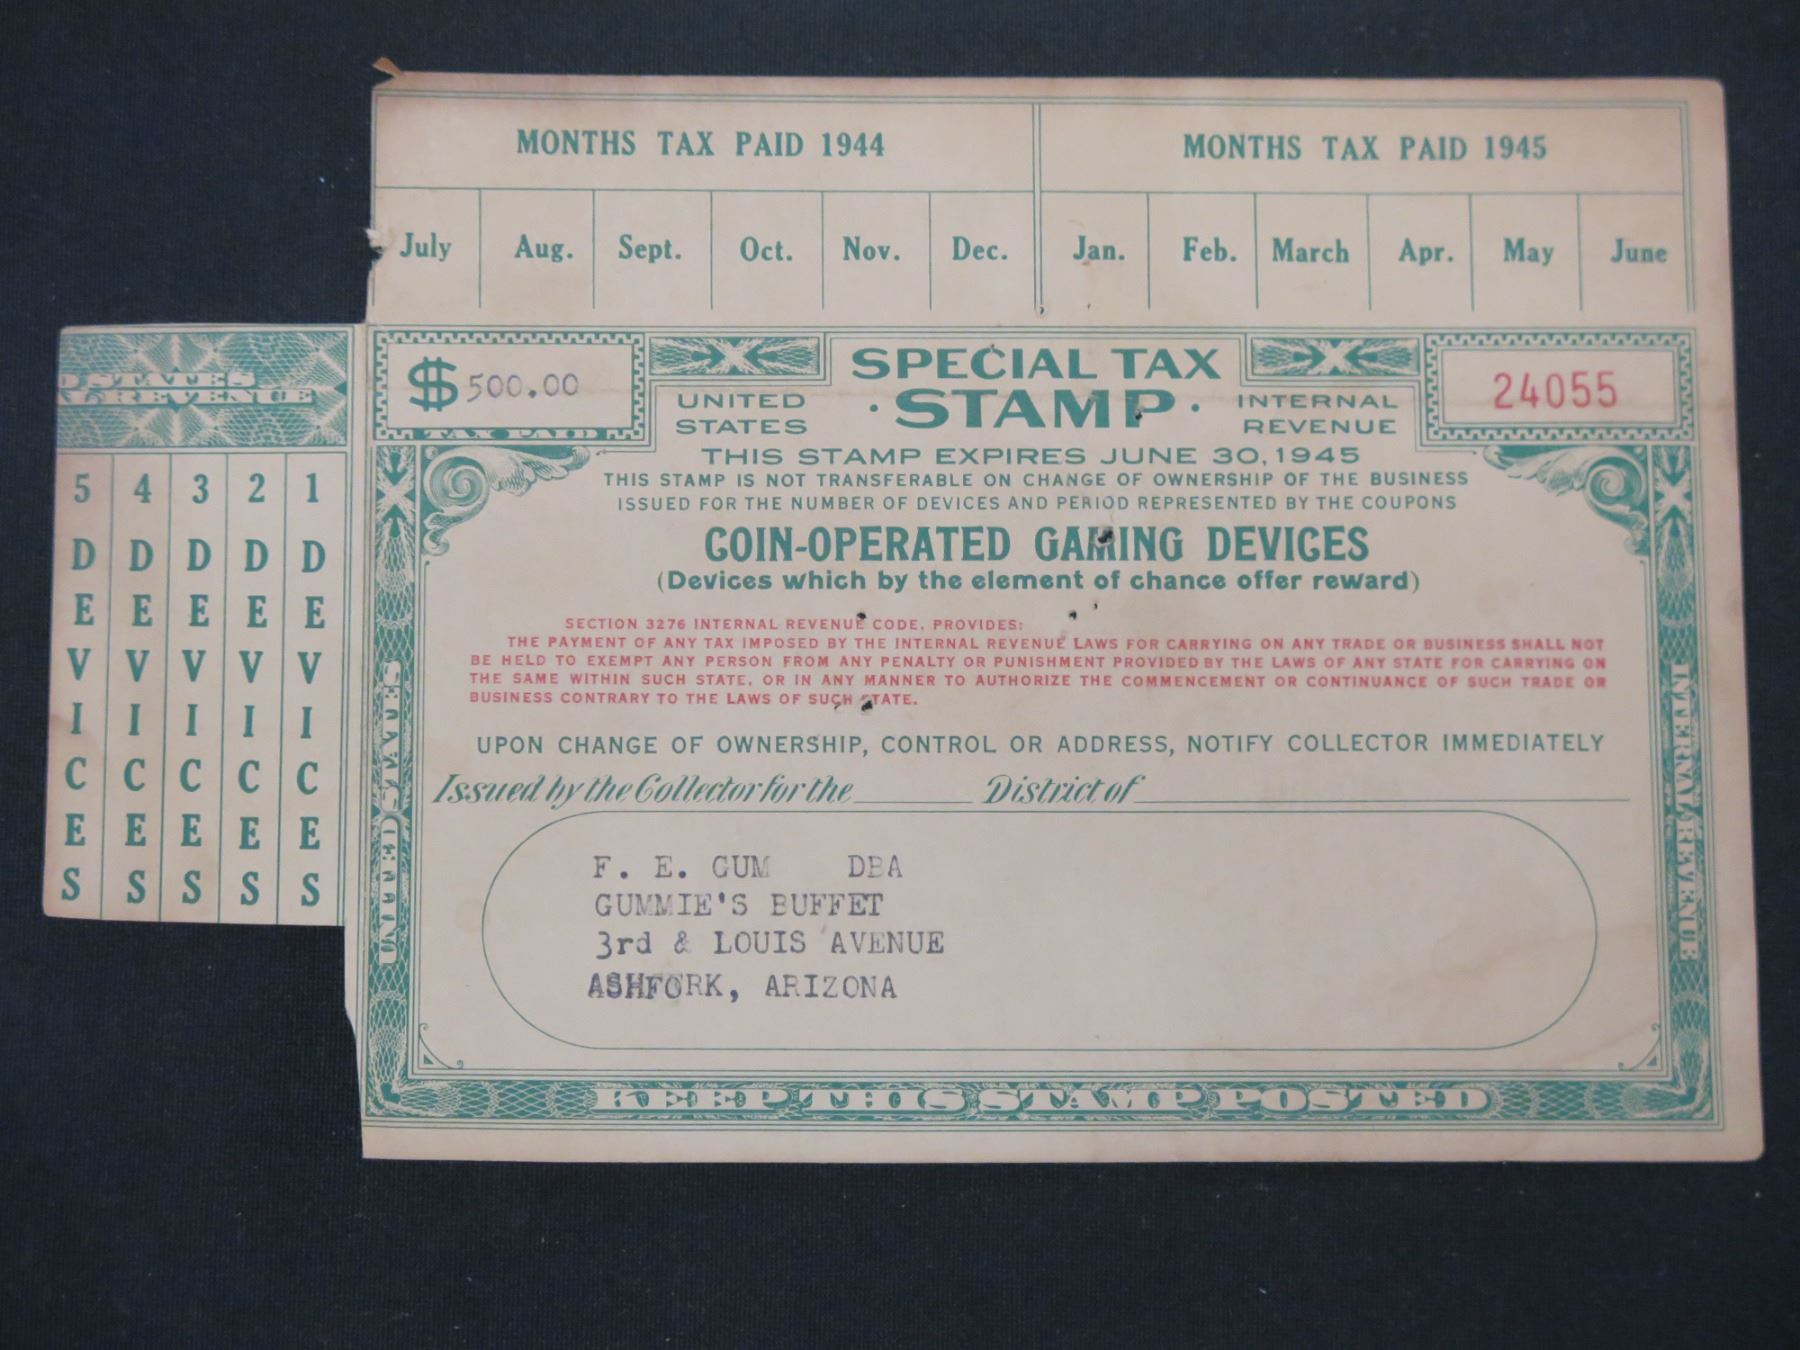 MONTHS TAX PAID 1944
MONTHS TAX PAID 1945
July Aug. Sept. Oct. Nov. Dec. Jan. Feb. March Apr. May June
D STATES
L REVENUE
5 4 3 2 1
DEVICES DEVICES DEVICES DEVICES DEVICES
$500.00
TAX PAID
UNITED STATES
SPECIAL TAX
· STAMP ·
INTERNAL REVENUE
24055
THIS STAMP EXPIRES JUNE 30, 1945
THIS STAMP IS NOT TRANSFERABLE ON CHANGE OF OWNERSHIP OF THE BUSINESS
ISSUED FOR THE NUMBER OF DEVICES AND PERIOD REPRESENTED BY THE COUPONS
COIN-OPERATED GAMING DEVICES
(Devices which by the element of chance offer reward)
SECTION 3276 INTERNAL REVENUE CODE, PROVIDES:
THE PAYMENT OF ANY TAX IMPOSED BY THE INTERNAL REVENUE LAWS FOR CARRYING ON ANY TRADE OR BUSINESS SHALL NOT
BE HELD TO EXEMPT ANY PERSON FROM ANY PENALTY OR PUNISHMENT PROVIDED BY THE LAWS OF ANY STATE FOR CARRYING ON
THE SAME WITHIN SUCH STATE, OR IN ANY MANNER TO AUTHORIZE THE COMMENCEMENT OR CONTINUANCE OF SUCH TRADE OR
BUSINESS CONTRARY TO THE LAWS OF SUCH STATE.
UPON CHANGE OF OWNERSHIP, CONTROL OR ADDRESS, NOTIFY COLLECTOR IMMEDIATELY
Issued by the Collector for the District of
F. E. GUM DBA
GUMMIE'S BUFFET
3rd & LOUIS AVENUE
ASHFORK, ARIZONA
UNITED STATES
INTERNAL REVENUE
KEEP THIS STAMP POSTED